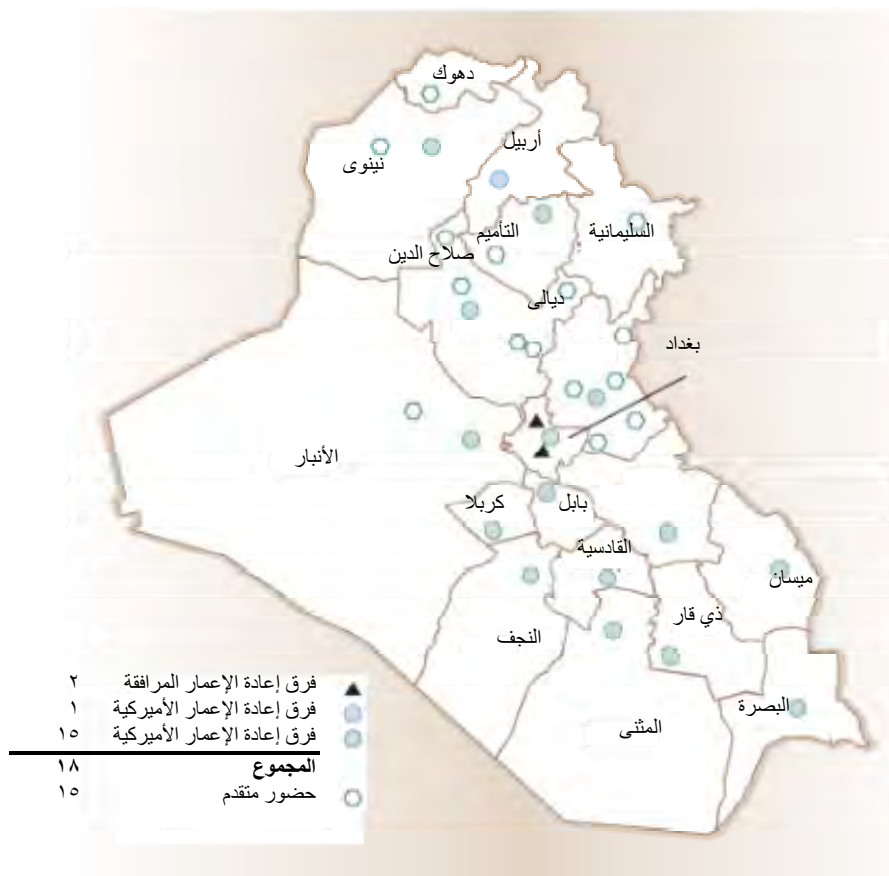 دهوك
أربيل
نينوى
التأميم
السليمانية
صلاح الدين
ديالى
بغداد
الأنبار
كربلا
بابل
القادسية
ميسان
ذي قار
النجف
البصرة
المثنى
فرق إعادة الإعمار المرافقة ٢
فرق إعادة الإعمار الأميركية ١
فرق إعادة الإعمار الأميركية ١٥
المجموع ١٨
حضور متقدم ١٥